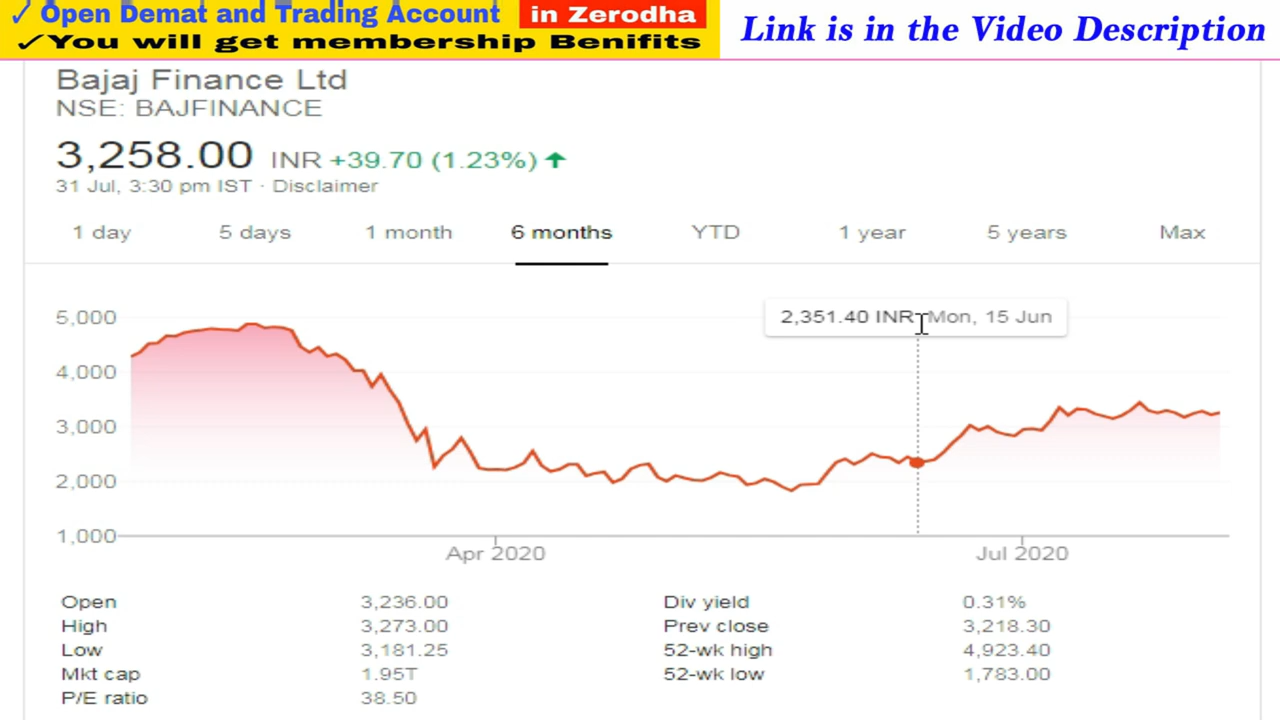 ✓ Open Demat and Trading Account in Zerodha
✓You will get membership Benifits
Link is in the Video Description
Bajaj Finance Ltd
NSE: BAJFINANCE
3,258.00 INR +39.70 (1.23%) ↑
31 Jul, 3:30 pm IST · Disclaimer
1 day 5 days 1 month 6 months YTD 1 year 5 years Max
2,351.40 INR Mon, 15 Jun
5,000
4,000
3,000
2,000
1,000
Apr 2020 Jul 2020
Open 3,236.00 Div yield 0.31%
High 3,273.00 Prev close 3,218.30
Low 3,181.25 52-wk high 4,923.40
Mkt cap 1.95T 52-wk low 1,783.00
P/E ratio 38.50